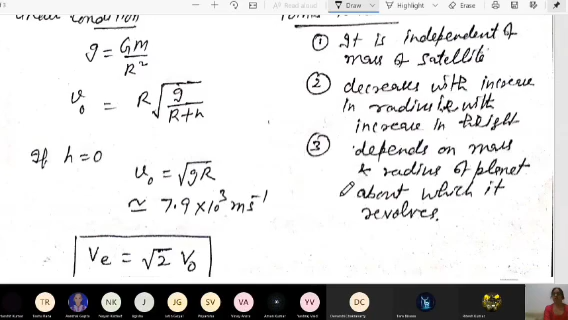 Draw
Highlight
Erase
g = GM/R²
v₀ = R√(g/(R+h))
If h=0
v₀ = √gR
≃ 7.9 × 10³ ms⁻¹
Ve = √2 V₀
① It is independent of
mass of satellite
② decreases with increase
in radius i.e with
increase in height
③ depends on mass
& radius of planet
about which it
revolves.
TR
NK
J
JG
SV
VA
YV
DC